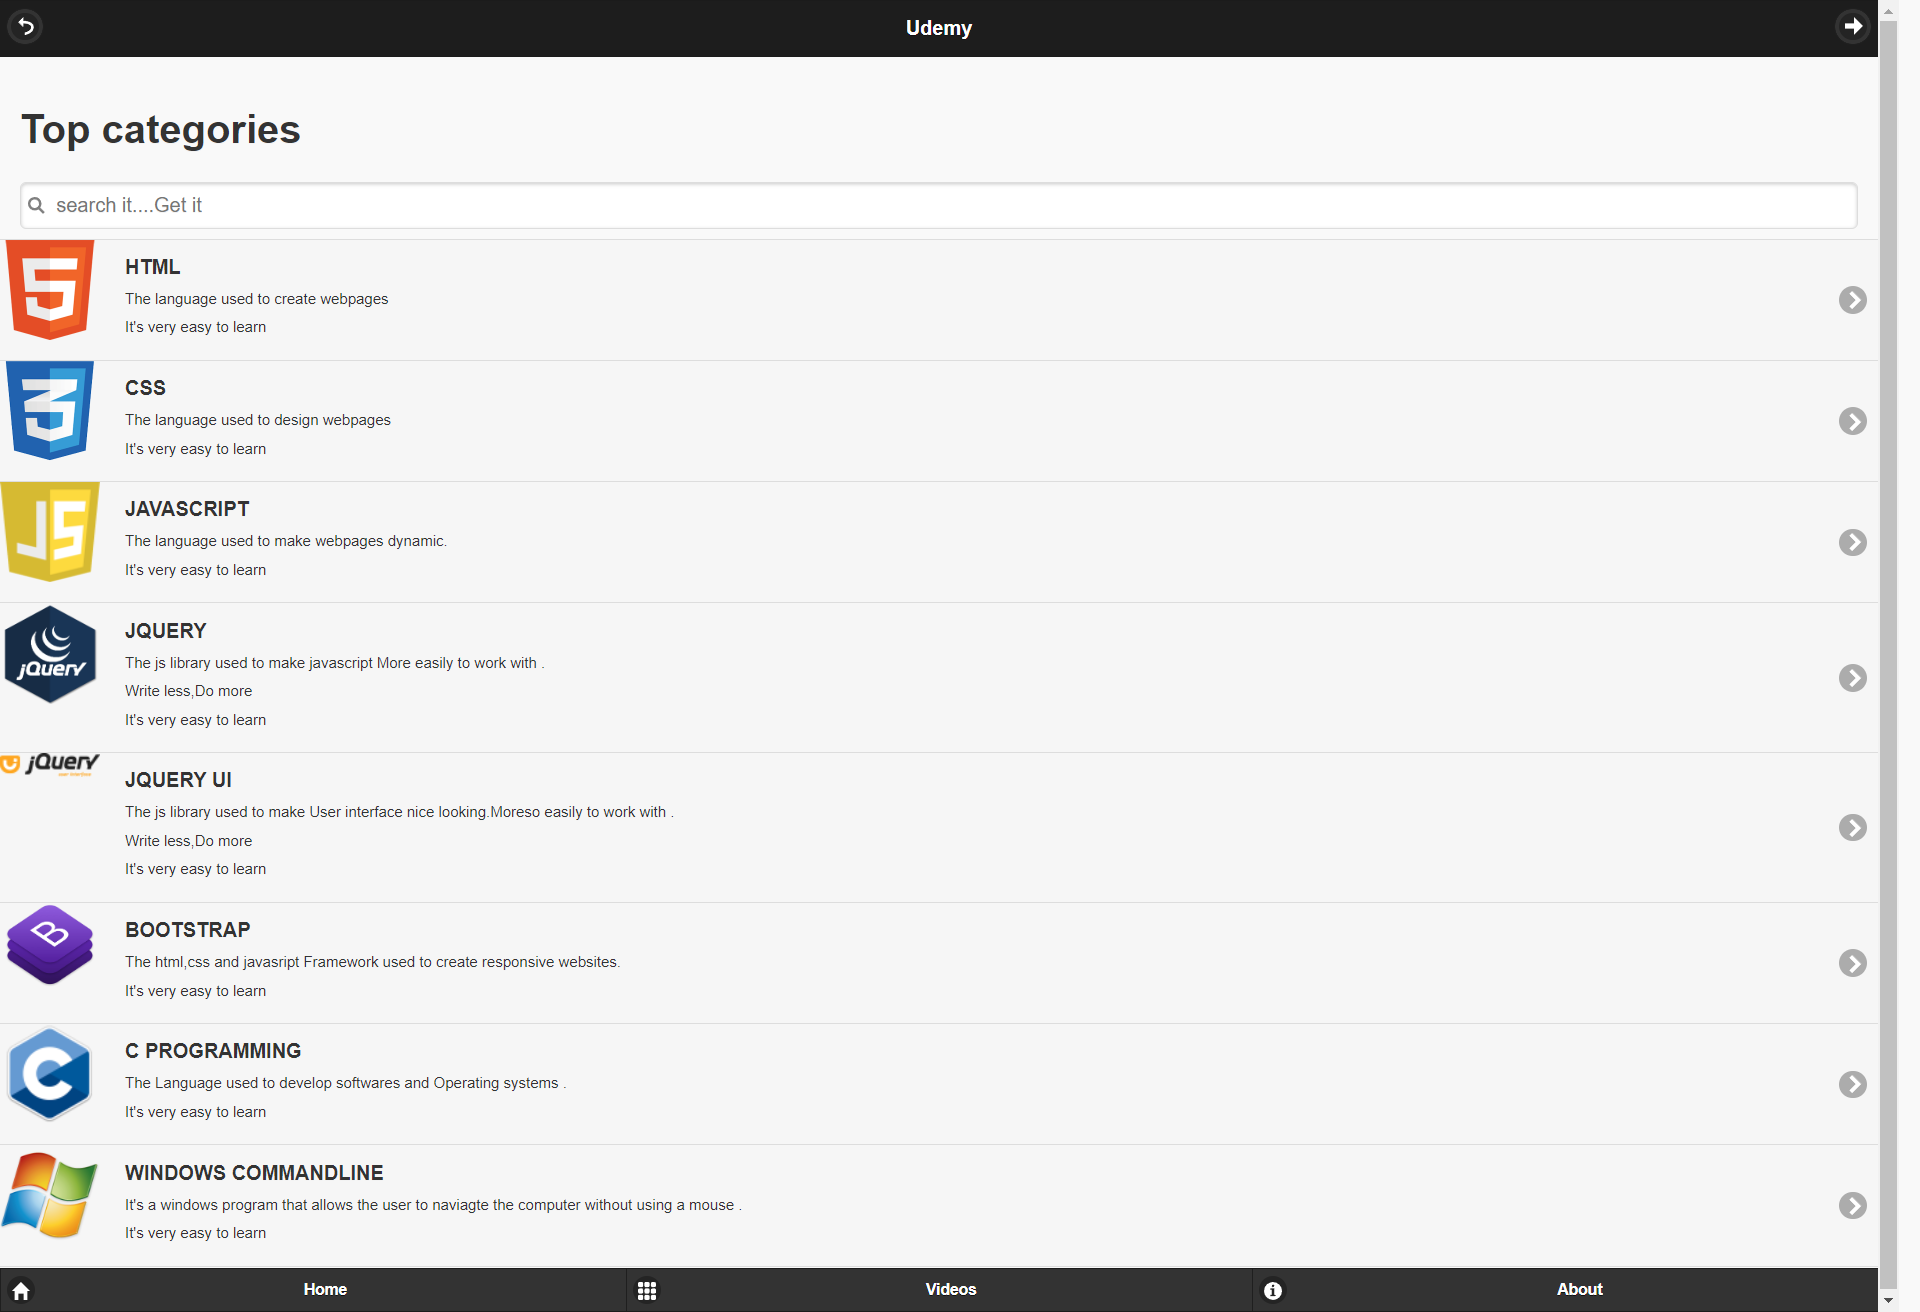 Udemy
Top categories
search it....Get it
HTML
The language used to create webpages
It's very easy to learn
CSS
The language used to design webpages
It's very easy to learn
JS
JAVASCRIPT
The language used to make webpages dynamic.
It's very easy to learn
jQuery
JQUERY
The js library used to make javascript More easily to work with .
Write less,Do more
It's very easy to learn
jQuery
JQUERY UI
The js library used to make User interface nice looking.Moreso easily to work with .
Write less,Do more
It's very easy to learn
B
BOOTSTRAP
The html,css and javasript Framework used to create responsive websites.
It's very easy to learn
C
C PROGRAMMING
The Language used to develop softwares and Operating systems .
It's very easy to learn
WINDOWS COMMANDLINE
It's a windows program that allows the user to naviagte the computer without using a mouse .
It's very easy to learn
Home
Videos
About